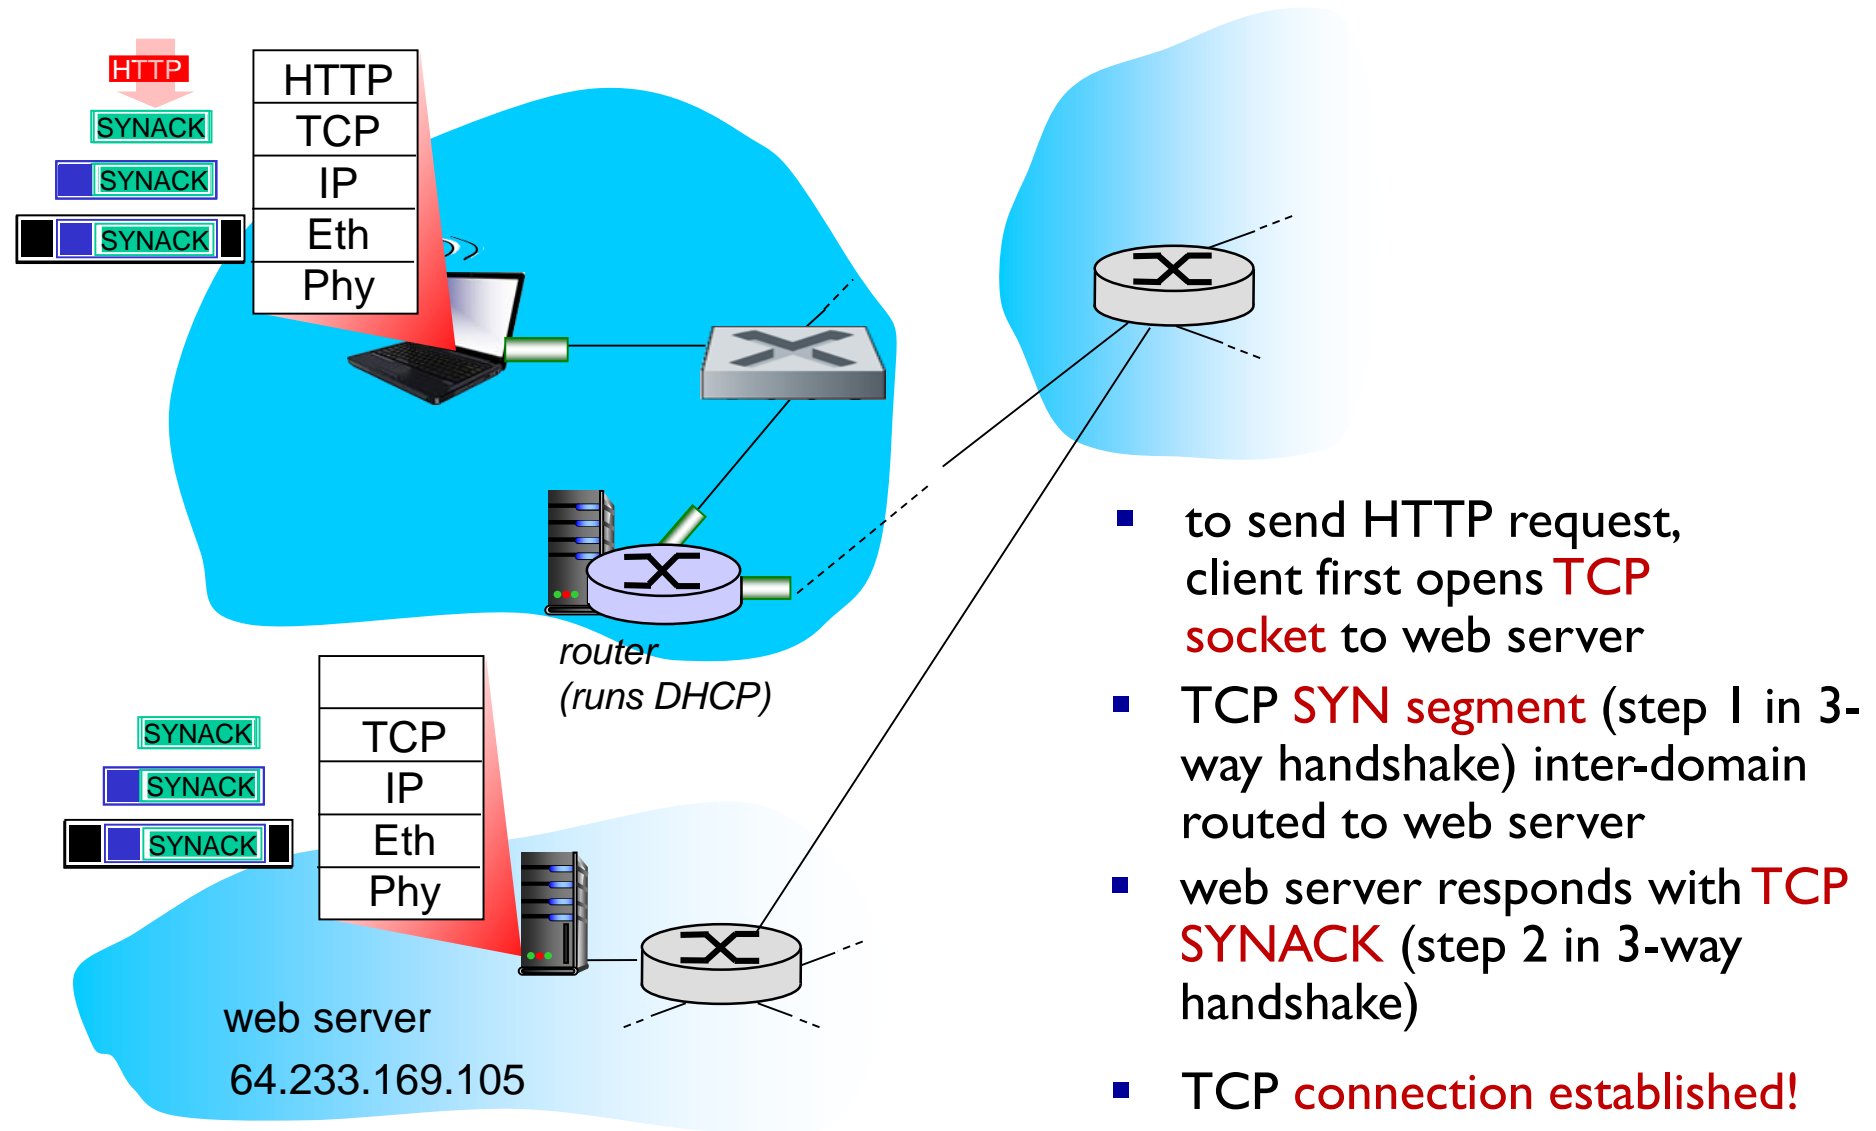 HTTP
SYNACK
SYNACK
SYNACK
HTTP
TCP
IP
Eth
Phy
router
(runs DHCP)
SYNACK
SYNACK
SYNACK
TCP
IP
Eth
Phy
web server
64.233.169.105
▪ to send HTTP request,
client first opens TCP
socket to web server
▪ TCP SYN segment (step 1 in 3-
way handshake) inter-domain
routed to web server
▪ web server responds with TCP
SYNACK (step 2 in 3-way
handshake)
▪ TCP connection established!